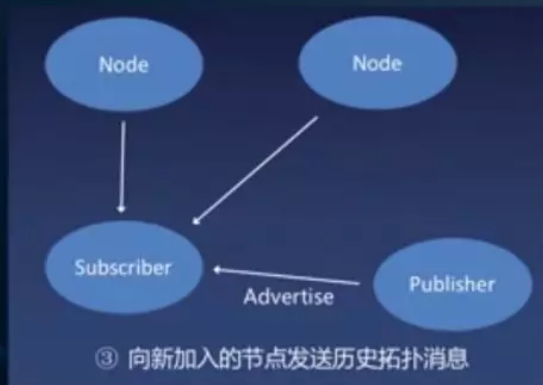 Node
Node
Subscriber
Publisher
Advertise
③ 向新加入的节点发送历史拓扑消息